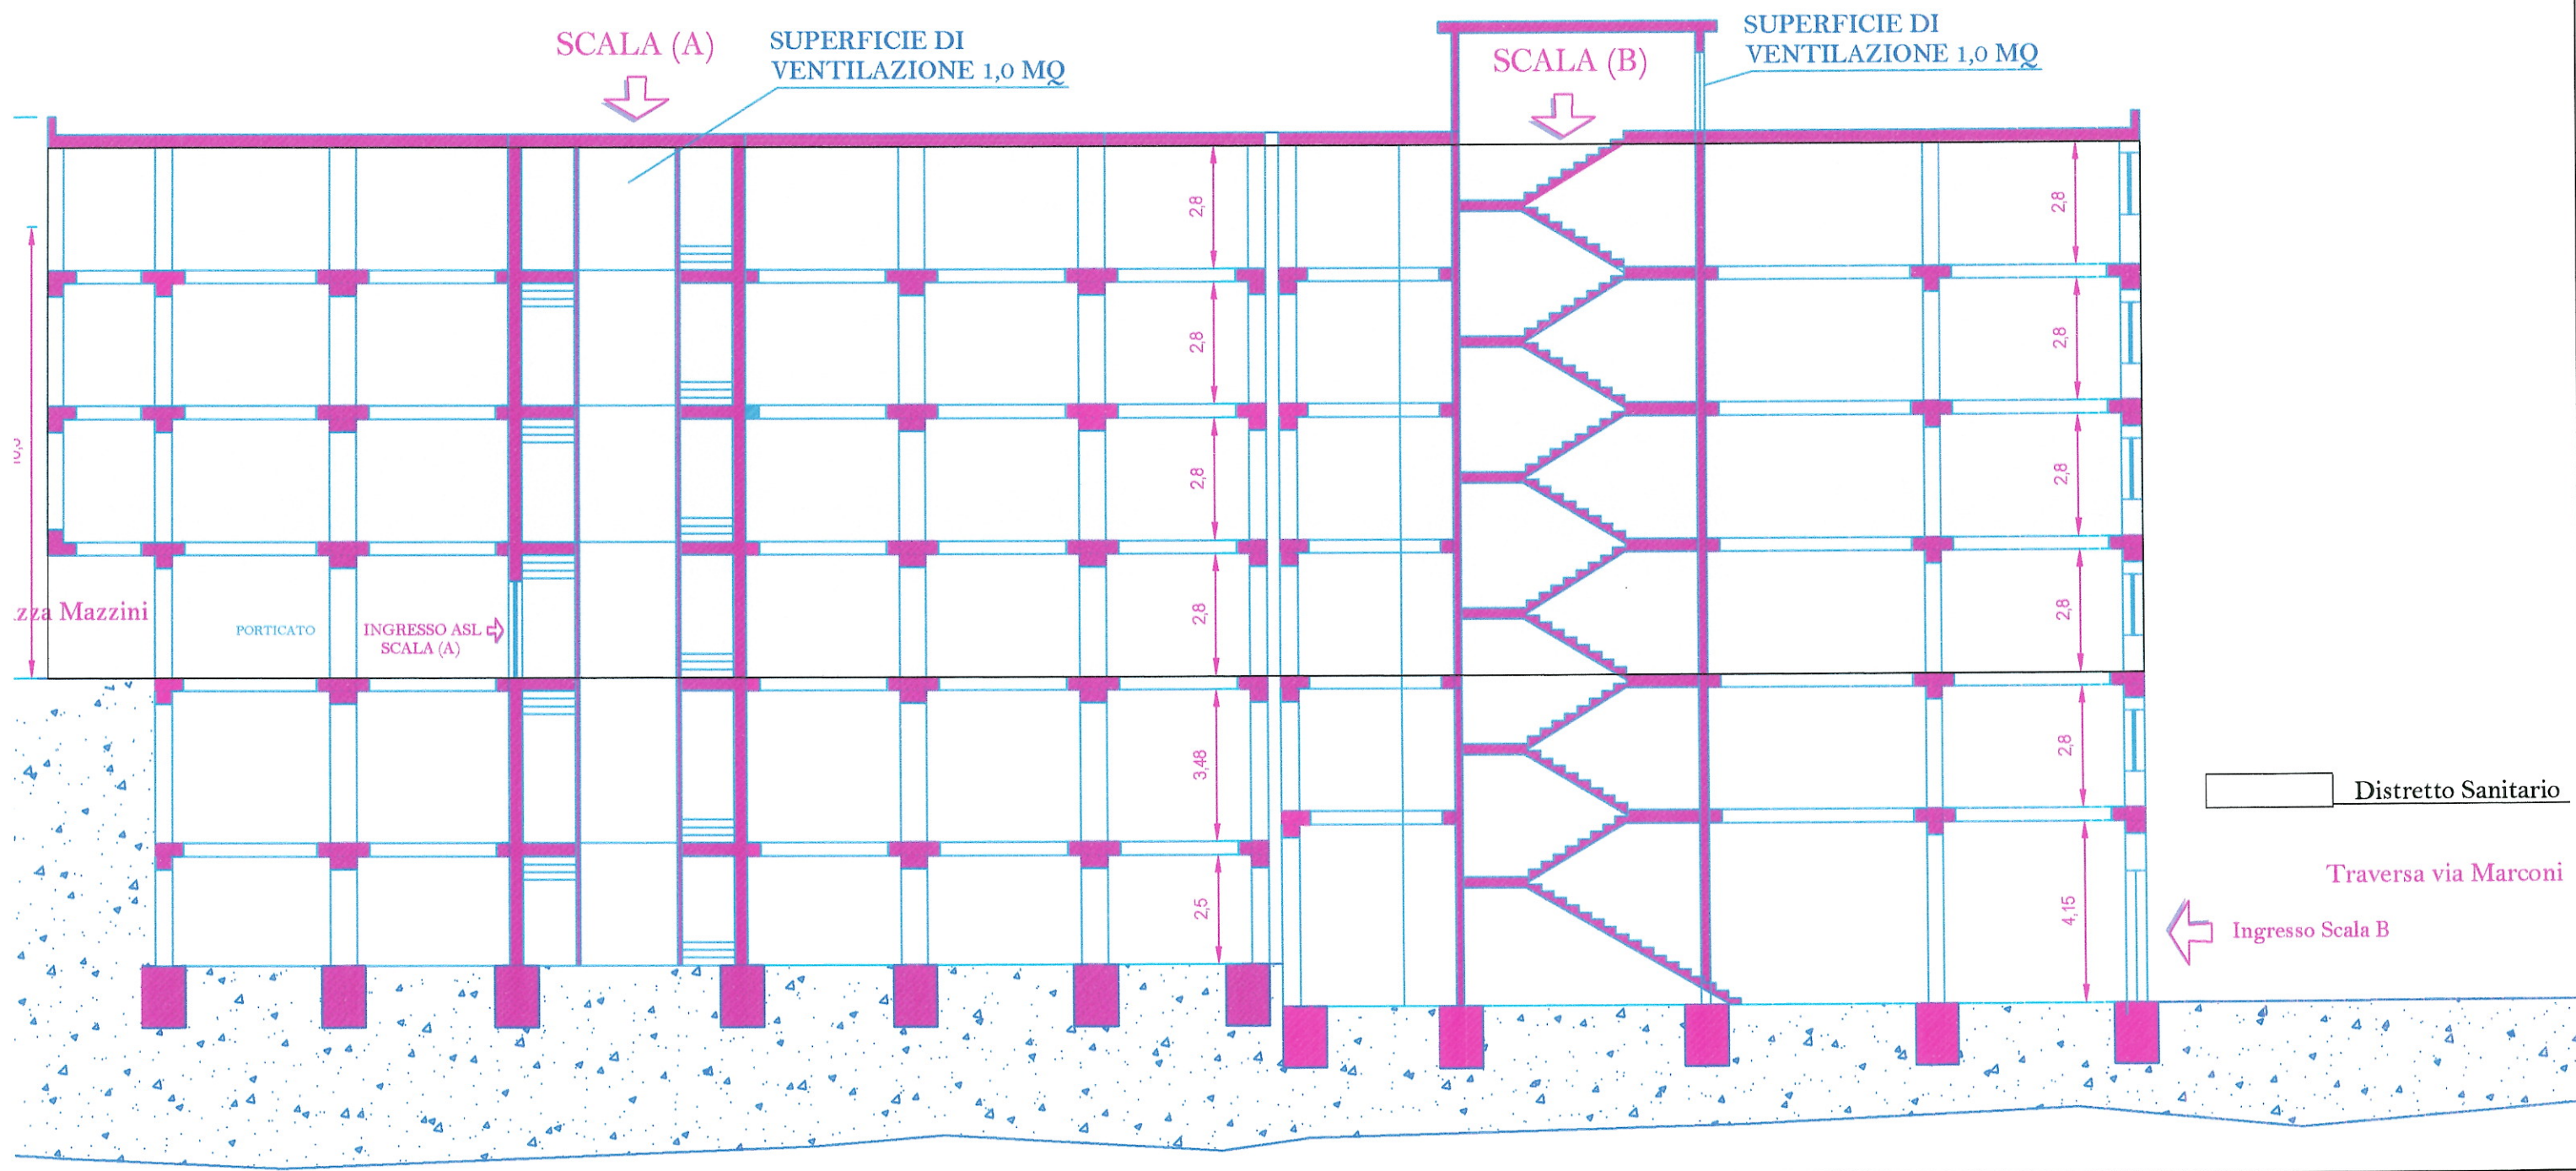 SCALA (A)
SUPERFICIE DI
VENTILAZIONE 1,0 MQ
SCALA (B)
SUPERFICIE DI
VENTILAZIONE 1,0 MQ
2,8
2,8
2,8
2,8
2,8
2,8
2,8
2,8
zza Mazzini
PORTICATO
INGRESSO ASL
SCALA (A)
3,48
2,8
Distretto Sanitario
2,5
4,15
Traversa via Marconi
Ingresso Scala B